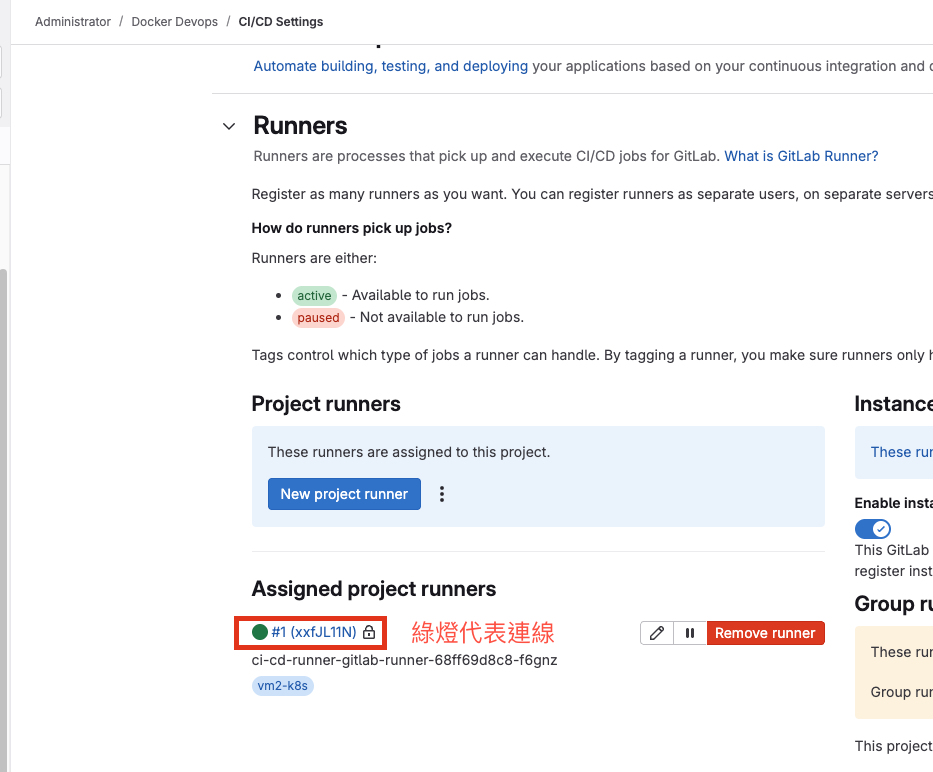 Administrator / Docker Devops / CI/CD Settings
Automate building, testing, and deploying your applications based on your continuous integration and
Runners
Runners are processes that pick up and execute CI/CD jobs for GitLab. What is GitLab Runner?
Register as many runners as you want. You can register runners as separate users, on separate servers
How do runners pick up jobs?
Runners are either:
active - Available to run jobs.
paused - Not available to run jobs.
Tags control which type of jobs a runner can handle. By tagging a runner, you make sure runners only
Project runners
These runners are assigned to this project.
New project runner
Assigned project runners
#1 (xxfJL11N) 綠燈代表連線
Remove runner
ci-cd-runner-gitlab-runner-68ff69d8c8-f6gnz
vm2-k8s
Instance
These
Enable
This GitLab
register
Group
These
Group
This project